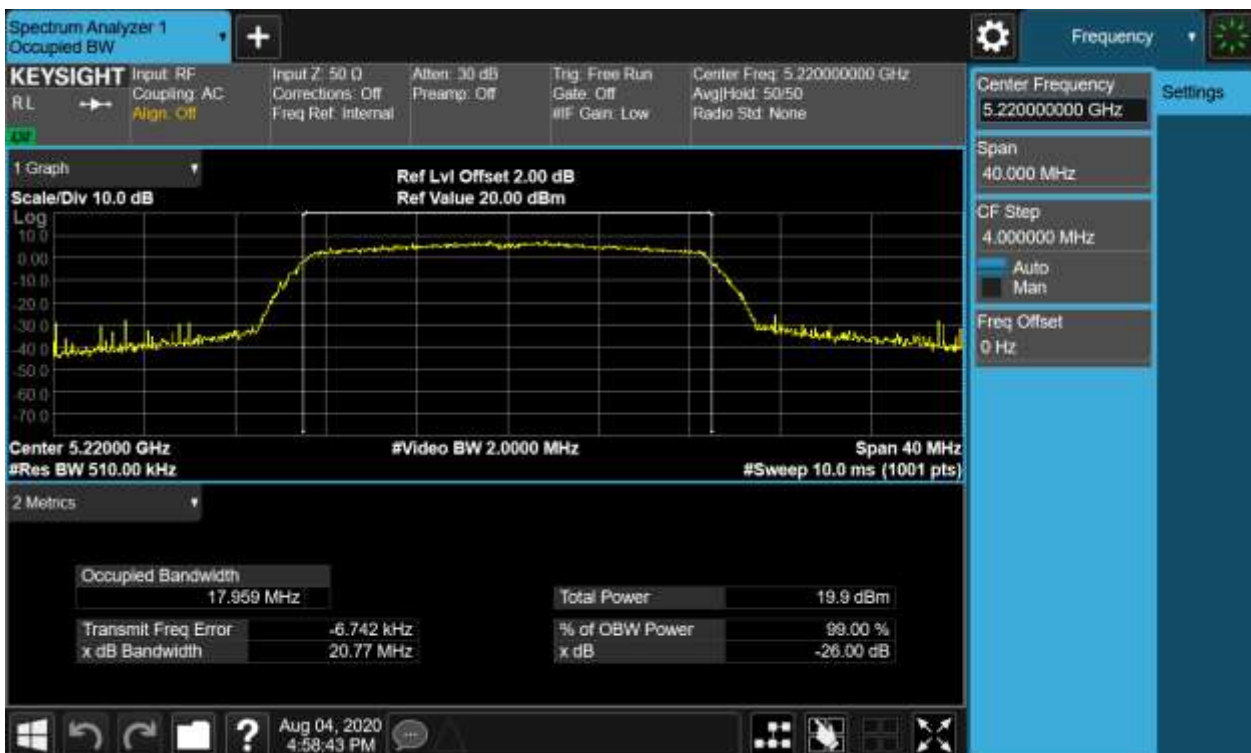 Spectrum Analyzer 1
Occupied BW
Frequency
KEYSIGHT
Input: RF
Coupling: AC
Align: Off
Input Z: 50 Ω
Corrections: Off
Freq Ref: Internal
Atten: 30 dB
Preamp: Off
Trig: Free Run
Gate: Off
#IF Gain: Low
Center Freq: 5.220000000 GHz
Avg|Hold: 50/50
Radio Std: None
R L
1 Graph
Scale/Div 10.0 dB
Ref Lvl Offset 2.00 dB
Ref Value 20.00 dBm
Log
10.0
0.00
-10.0
-20.0
-30.0
-40.0
-50.0
-60.0
-70.0
Center 5.22000 GHz
#Res BW 510.00 kHz
#Video BW 2.0000 MHz
Span 40 MHz
#Sweep 10.0 ms (1001 pts)
2 Metrics
Occupied Bandwidth
17.959 MHz
Transmit Freq Error -6.742 kHz
x dB Bandwidth 20.77 MHz
Total Power 19.9 dBm
% of OBW Power 99.00 %
x dB -26.00 dB
Center Frequency
5.220000000 GHz
Settings
Span
40.000 MHz
CF Step
4.000000 MHz
Auto
Man
Freq Offset
0 Hz
?
Aug 04, 2020
4:58:43 PM